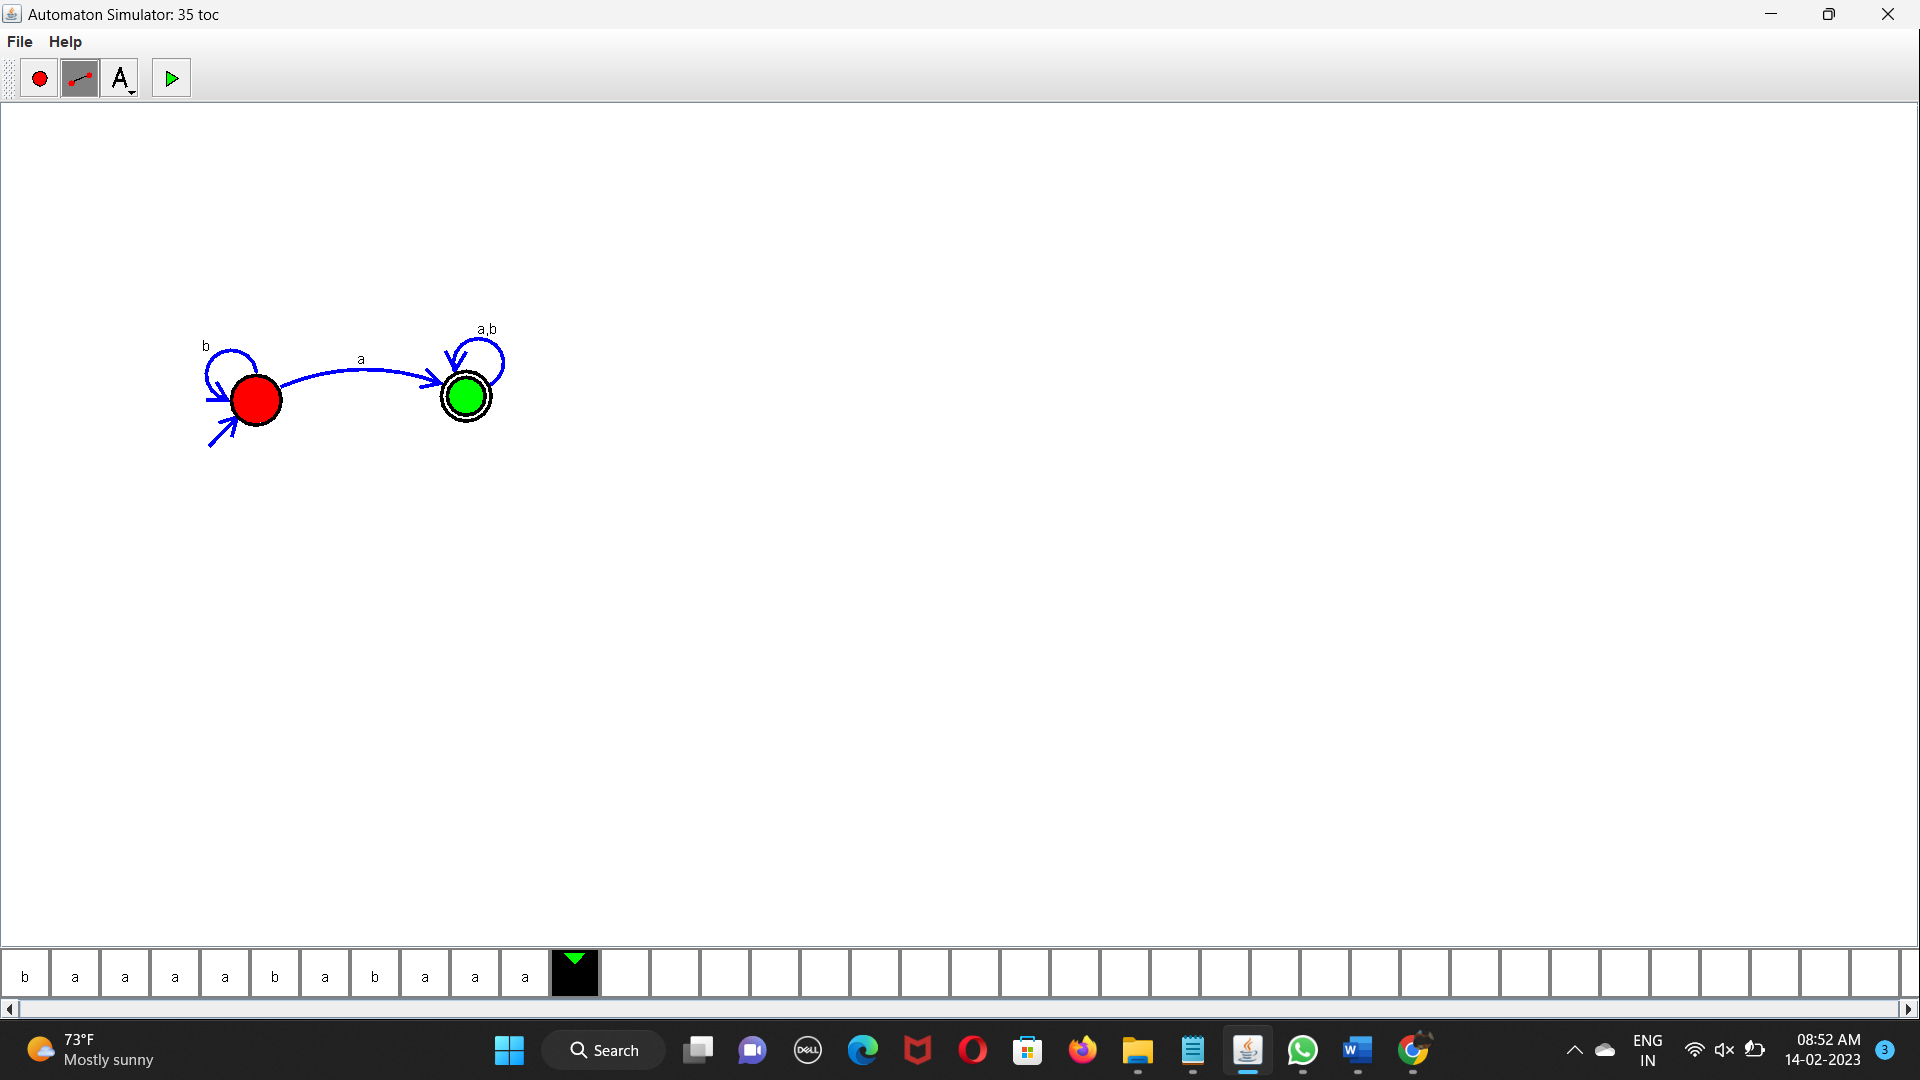 Automaton Simulator: 35 toc
File Help
A
b
a
a,b
b a a a a b a b a a a
73°F
Mostly sunny
Search
DELL
W
ENG
IN
08:52 AM
14-02-2023
3